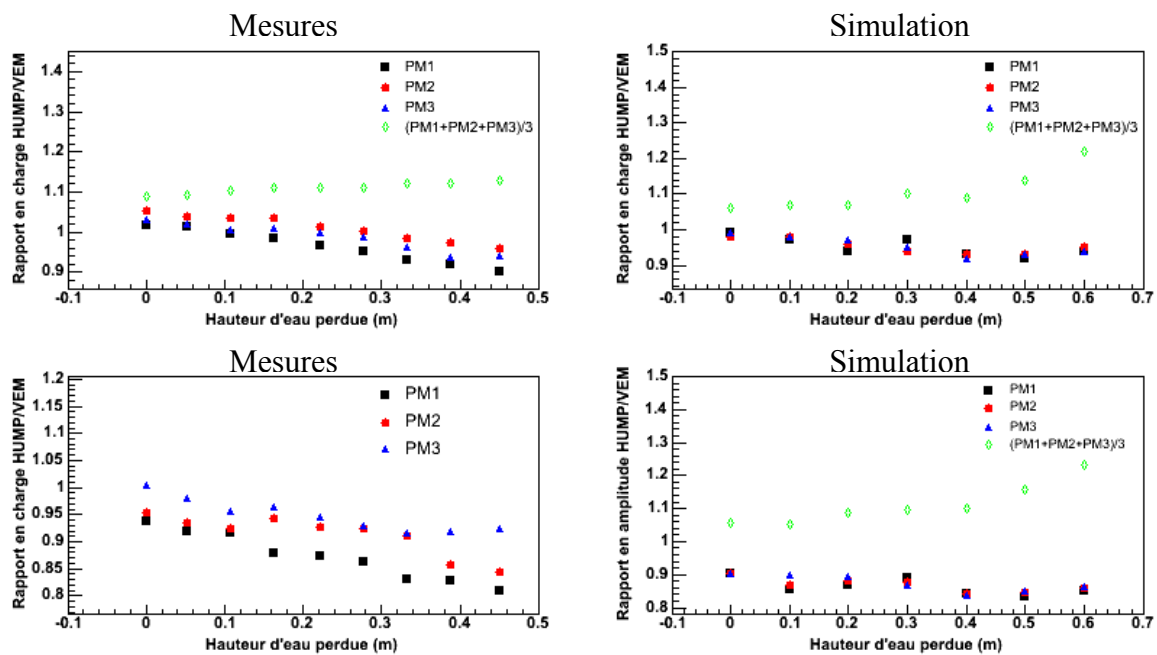 Mesures
Rapport en charge HUMP/VEM
1.4
1.3
1.2
1.1
1
0.9
PM1
PM2
PM3
(PM1+PM2+PM3)/3
-0.1 0 0.1 0.2 0.3 0.4 0.5
Hauteur d'eau perdue (m)
Simulation
Rapport en charge HUMP/VEM
1.5
1.4
1.3
1.2
1.1
1
0.9
PM1
PM2
PM3
(PM1+PM2+PM3)/3
-0.1 0 0.1 0.2 0.3 0.4 0.5 0.6 0.7
Hauteur d'eau perdue (m)
Mesures
Rapport en charge HUMP/VEM
1.2
1.15
1.1
1.05
1
0.95
0.9
0.85
0.8
PM1
PM2
PM3
-0.1 0 0.1 0.2 0.3 0.4 0.5
Hauteur d'eau perdue (m)
Simulation
Rapport en amplitude HUMP/VEM
1.5
1.4
1.3
1.2
1.1
1
0.9
0.8
PM1
PM2
PM3
(PM1+PM2+PM3)/3
-0.1 0 0.1 0.2 0.3 0.4 0.5 0.6 0.7
Hauteur d'eau perdue (m)